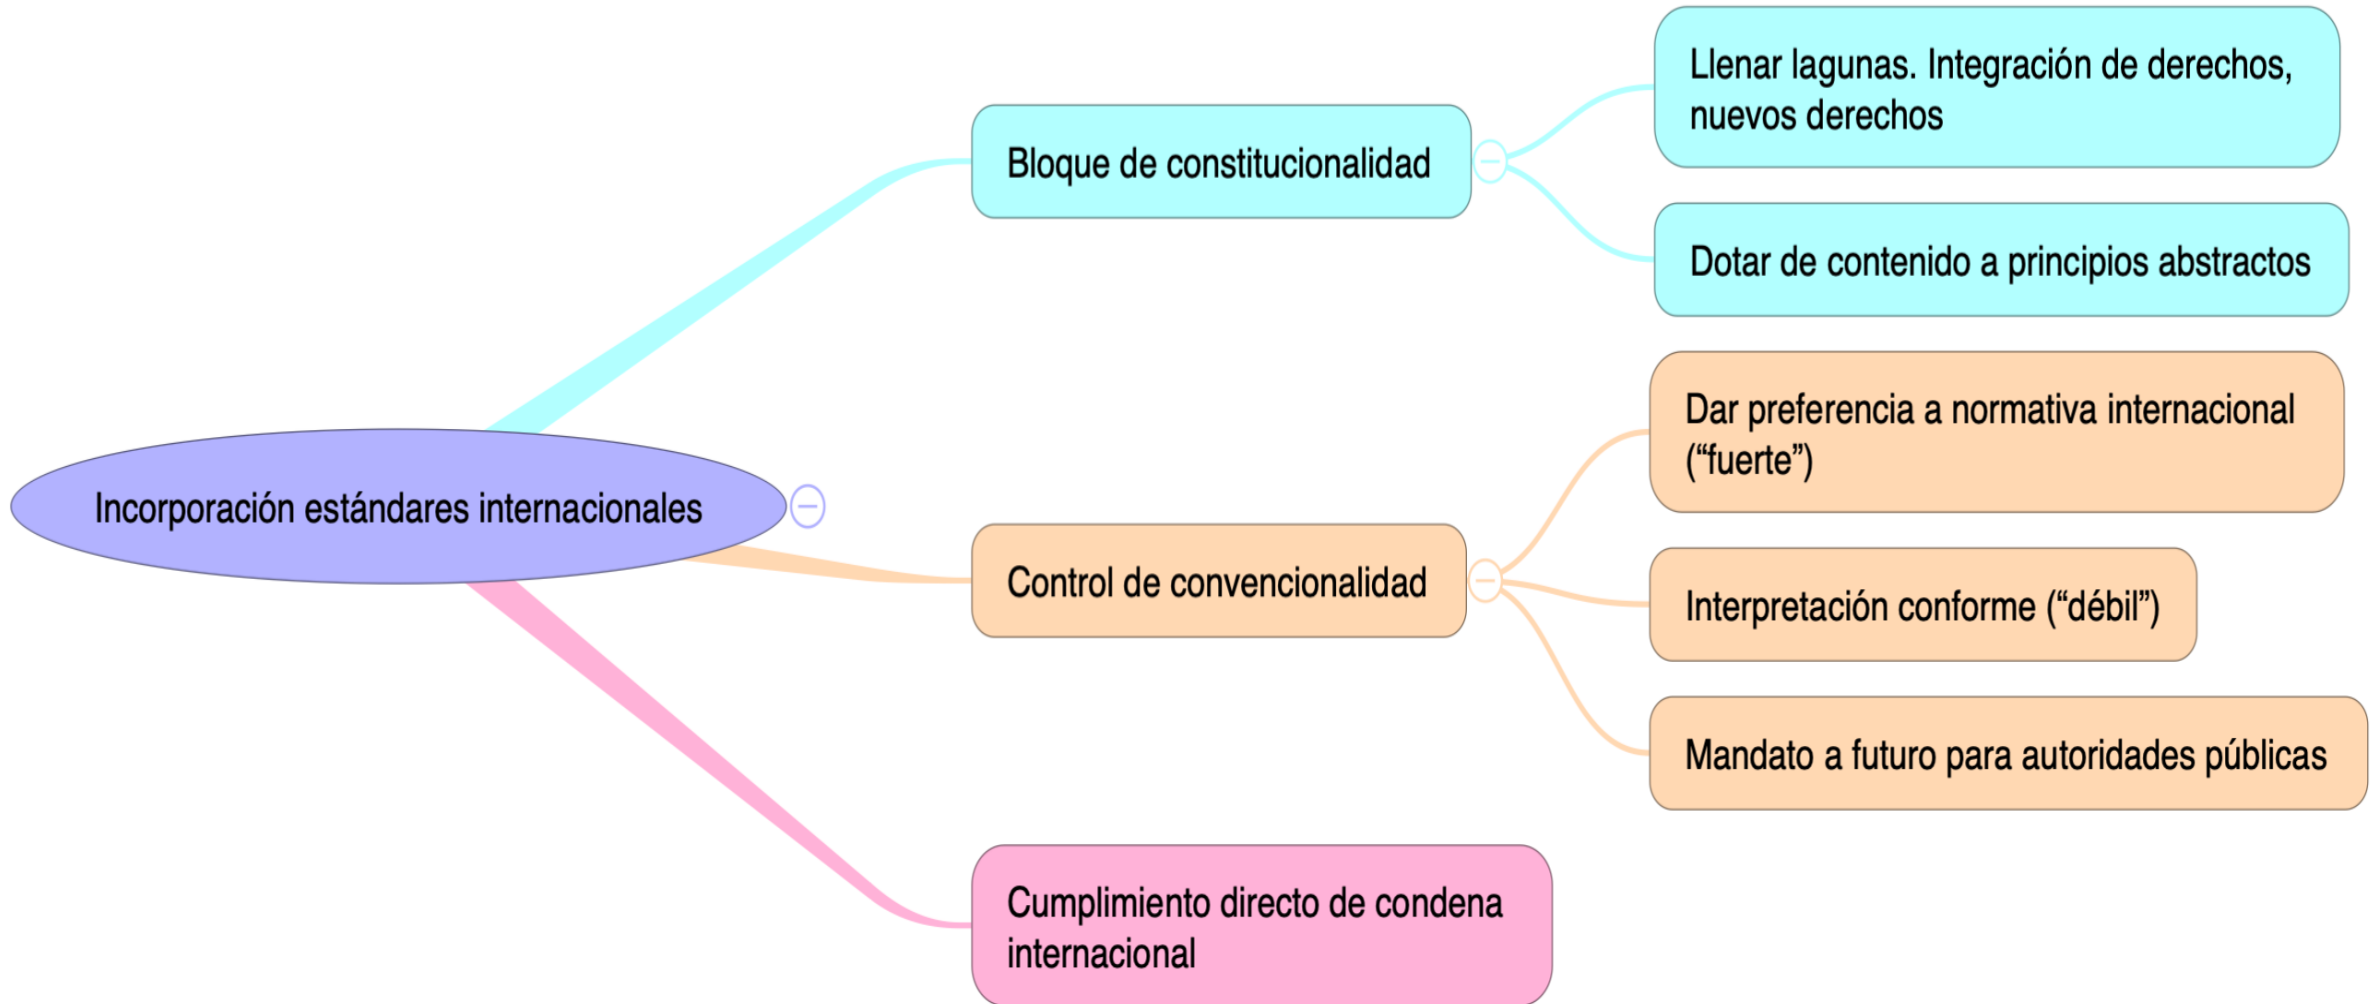 Incorporación estándares internacionales
Bloque de constitucionalidad
Llenar lagunas. Integración de derechos,
nuevos derechos
Dotar de contenido a principios abstractos
Control de convencionalidad
Dar preferencia a normativa internacional
(“fuerte”)
Interpretación conforme (“débil”)
Mandato a futuro para autoridades públicas
Cumplimiento directo de condena
internacional